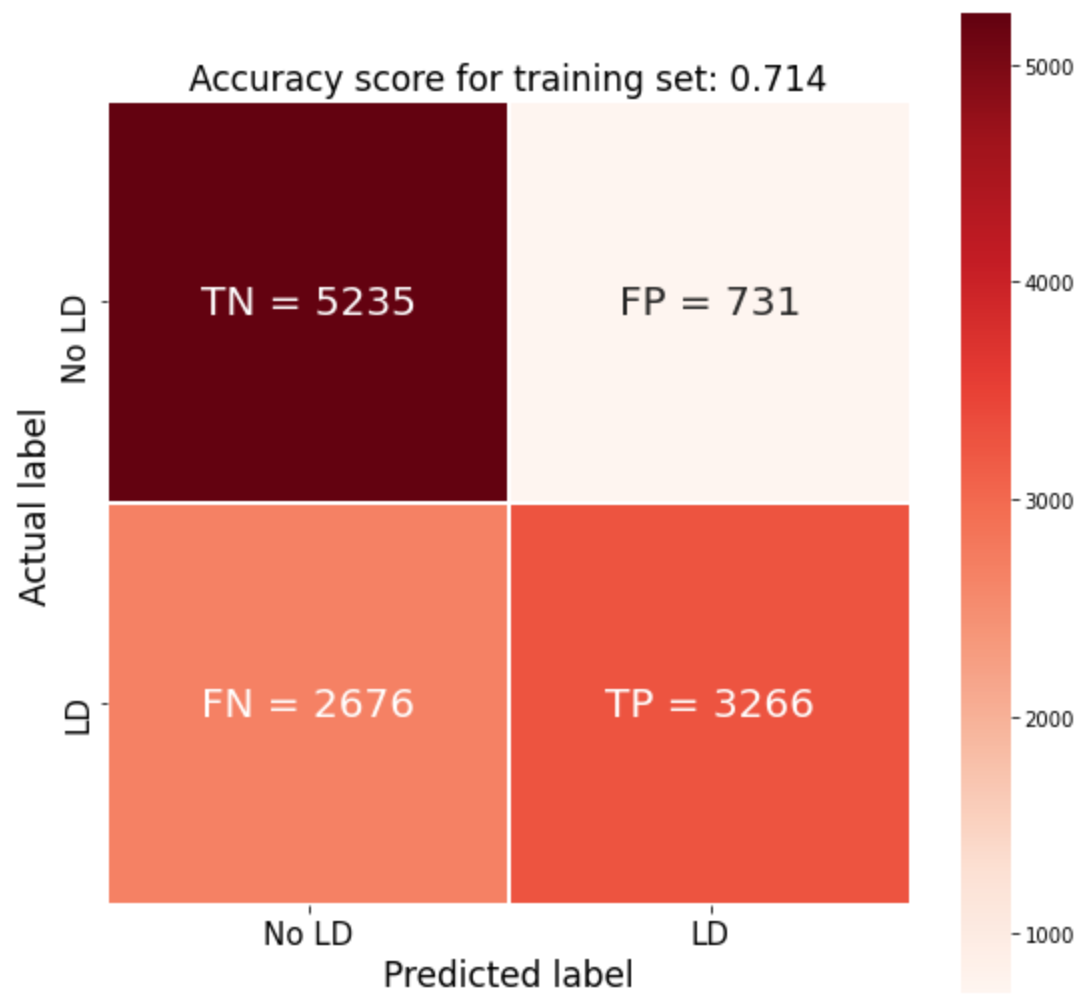 Accuracy score for training set: 0.714
TN = 5235
FP = 731
FN = 2676
TP = 3266
No LD
LD
Actual label
No LD
LD
Predicted label
5000
4000
3000
2000
1000